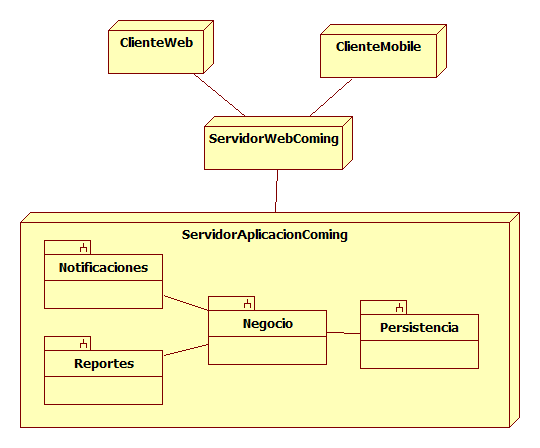 ClienteWeb
ClienteMobile
ServidorWebComing
ServidorAplicacionComing
Notificaciones
Negocio
Persistencia
Reportes